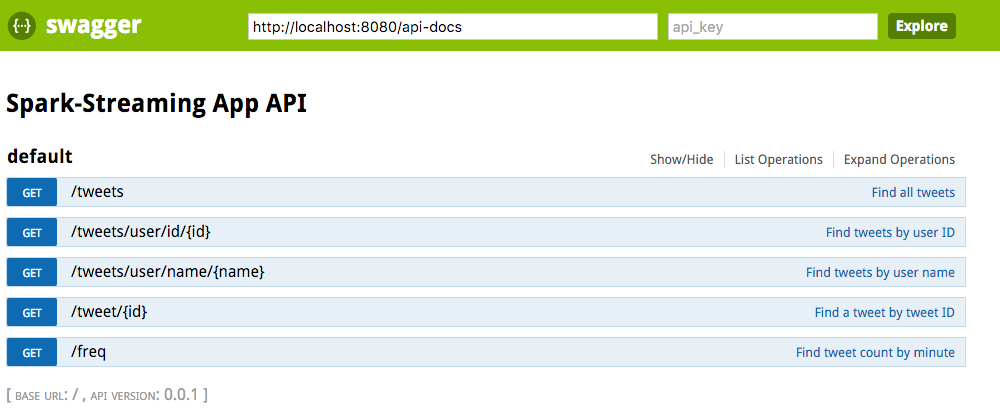 {···} swagger http://localhost:8080/api-docs api_key Explore
Spark-Streaming App API
default Show/Hide List Operations Expand Operations
GET /tweets Find all tweets
GET /tweets/user/id/{id} Find tweets by user ID
GET /tweets/user/name/{name} Find tweets by user name
GET /tweet/{id} Find a tweet by tweet ID
GET /freq Find tweet count by minute
[ BASE URL: / , API VERSION: 0.0.1 ]